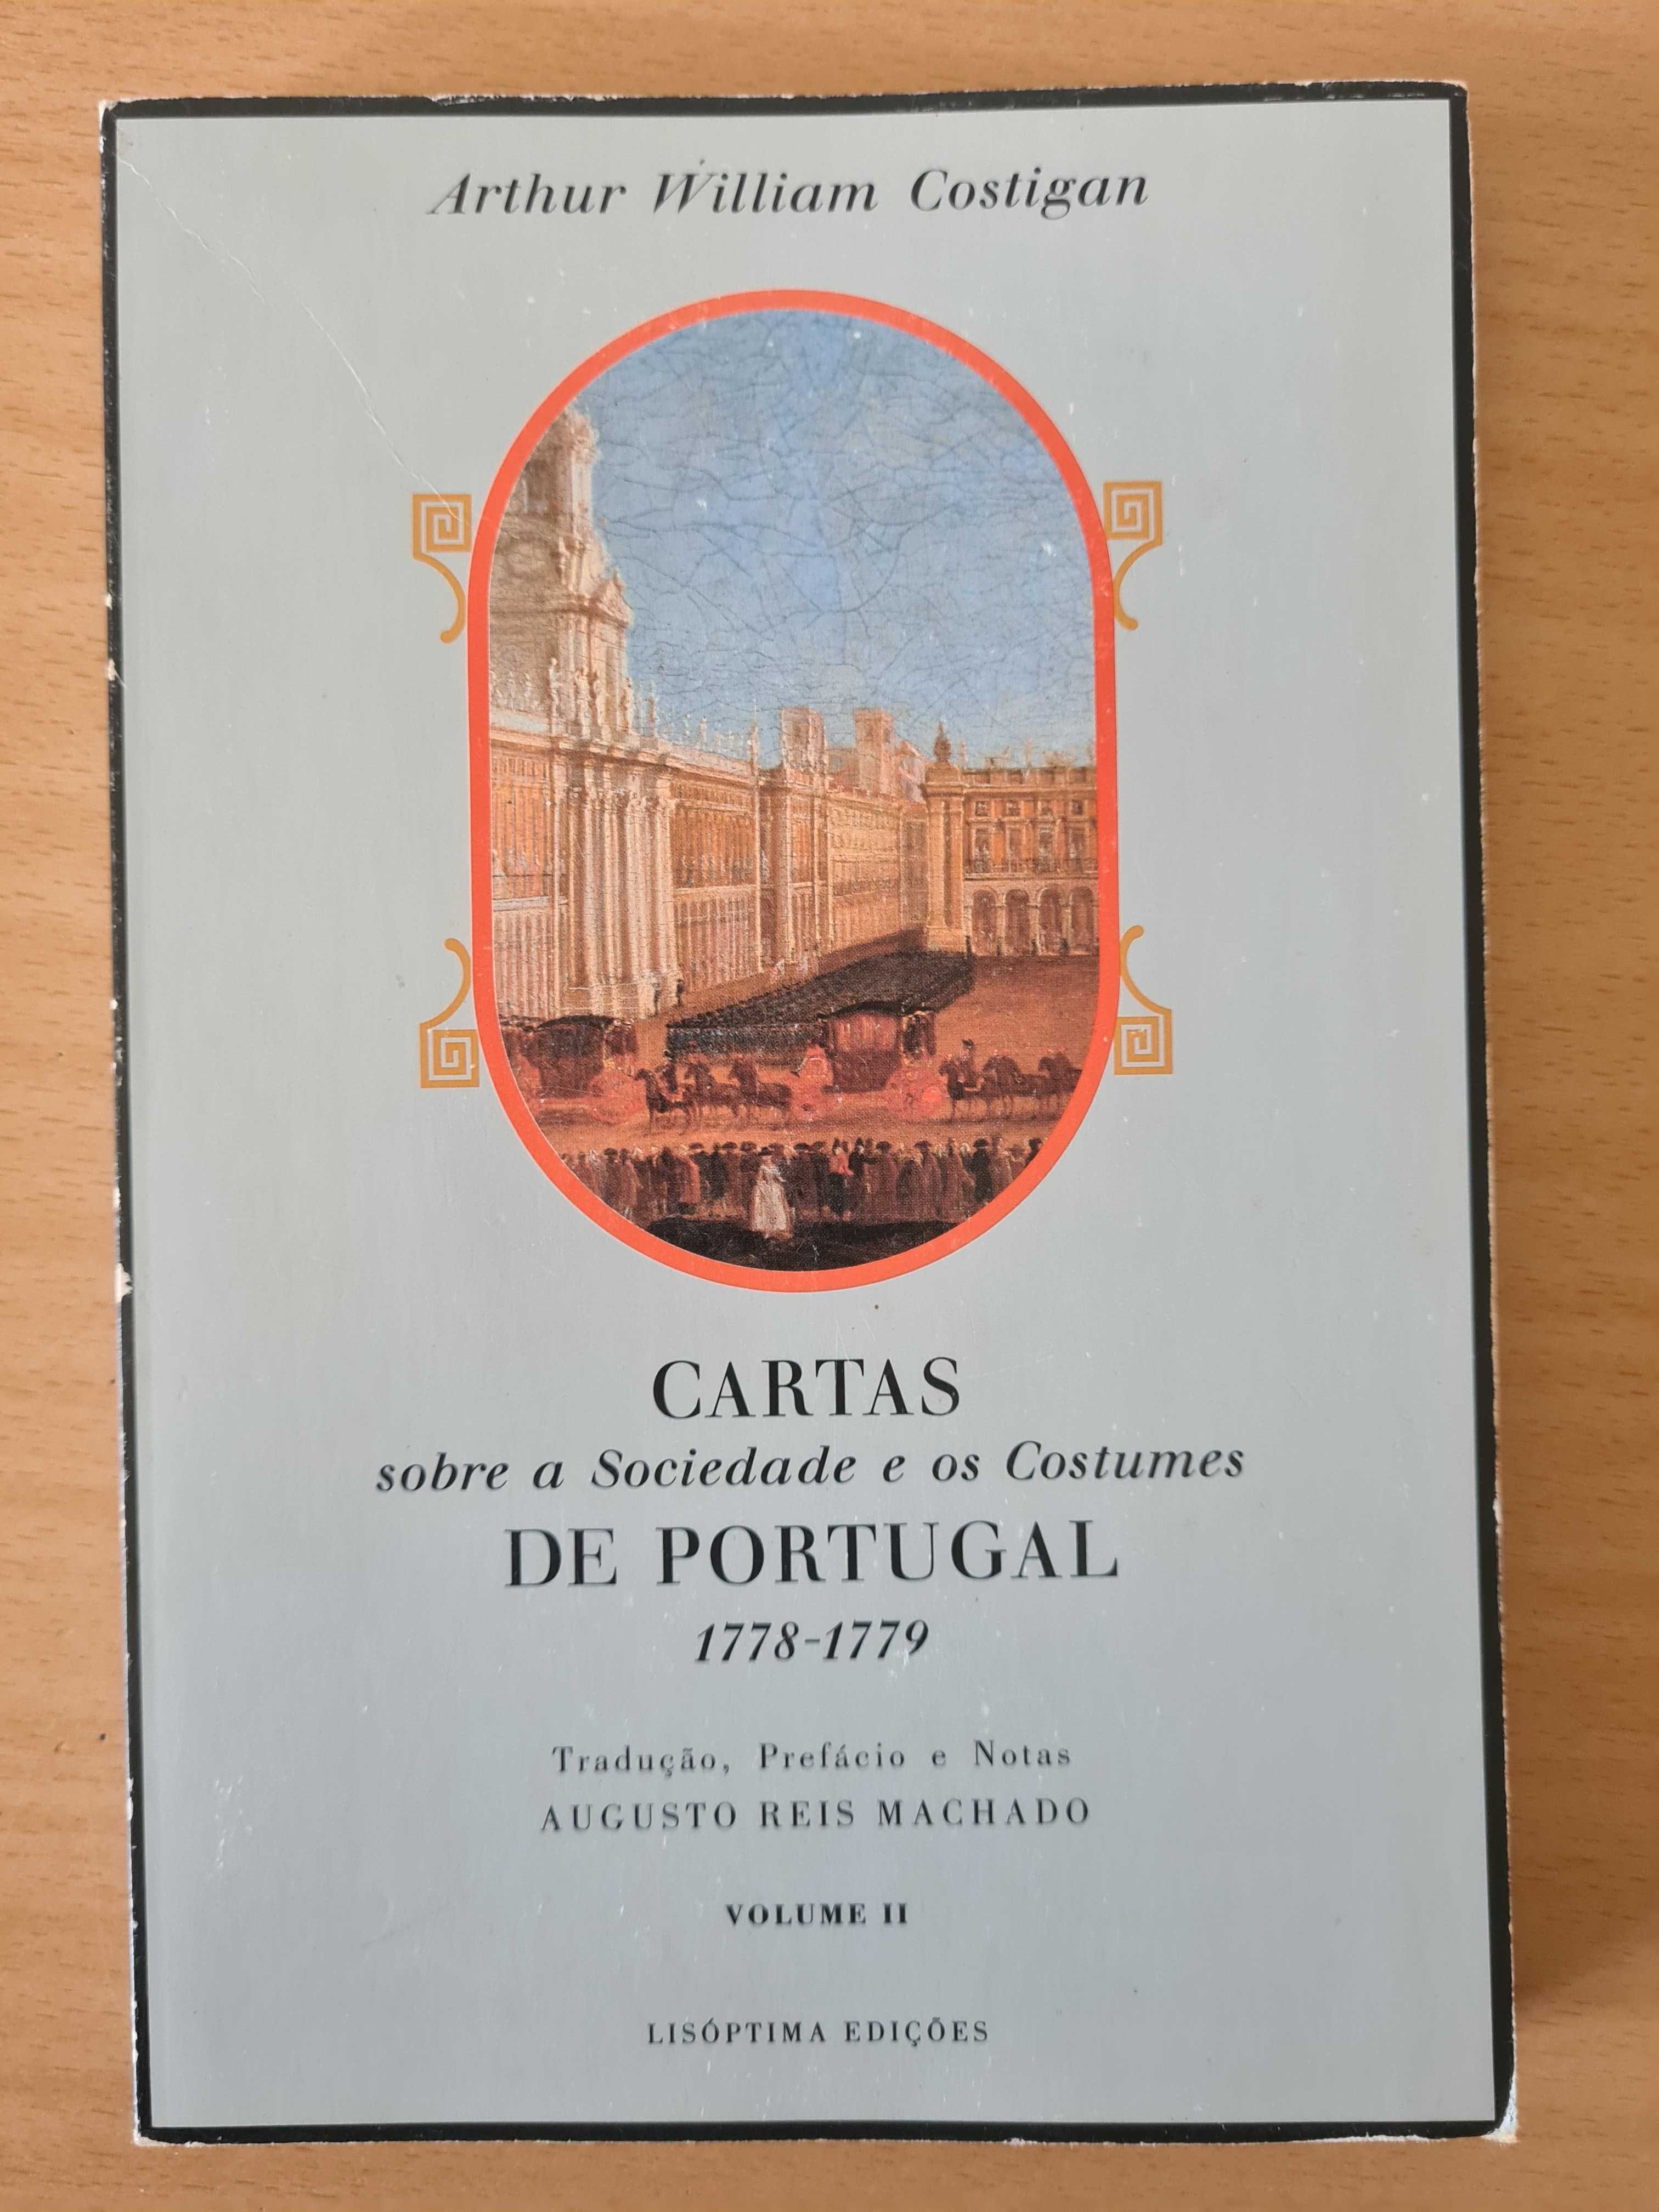 Arthur William Costigan
CARTAS
sobre a Sociedade e os Costumes
DE PORTUGAL
1778-1779
Tradução, Prefácio e Notas
AUGUSTO REIS MACHADO
VOLUME II
LISÓPTIMA EDIÇÕES